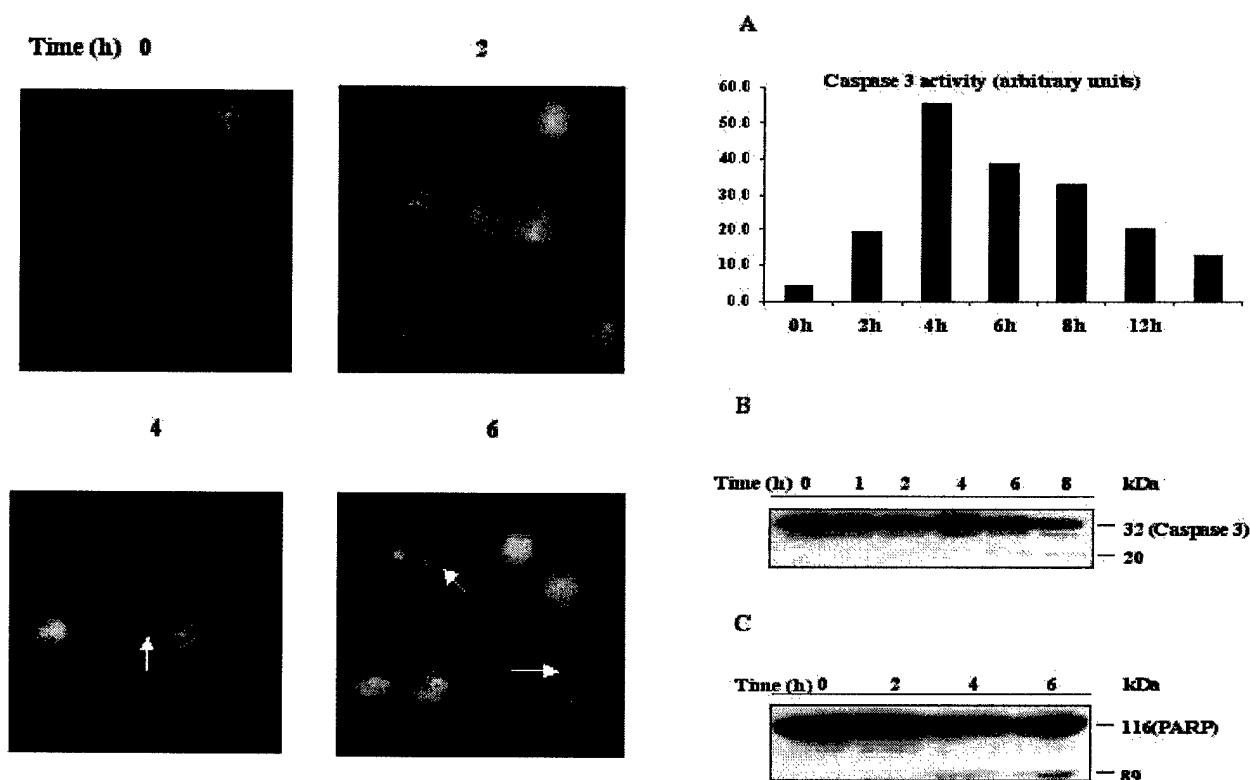 Time (h) 0
2
4
6
A
Caspase 3 activity (arbitrary units)
60.0
50.0
40.0
30.0
20.0
10.0
0.0
0h 2h 4h 6h 8h 12h
B
Time (h) 0 1 2 4 6 8 kDa
32 (Caspase 3)
20
C
Time (h) 0 2 4 6 kDa
116(PARP)
89